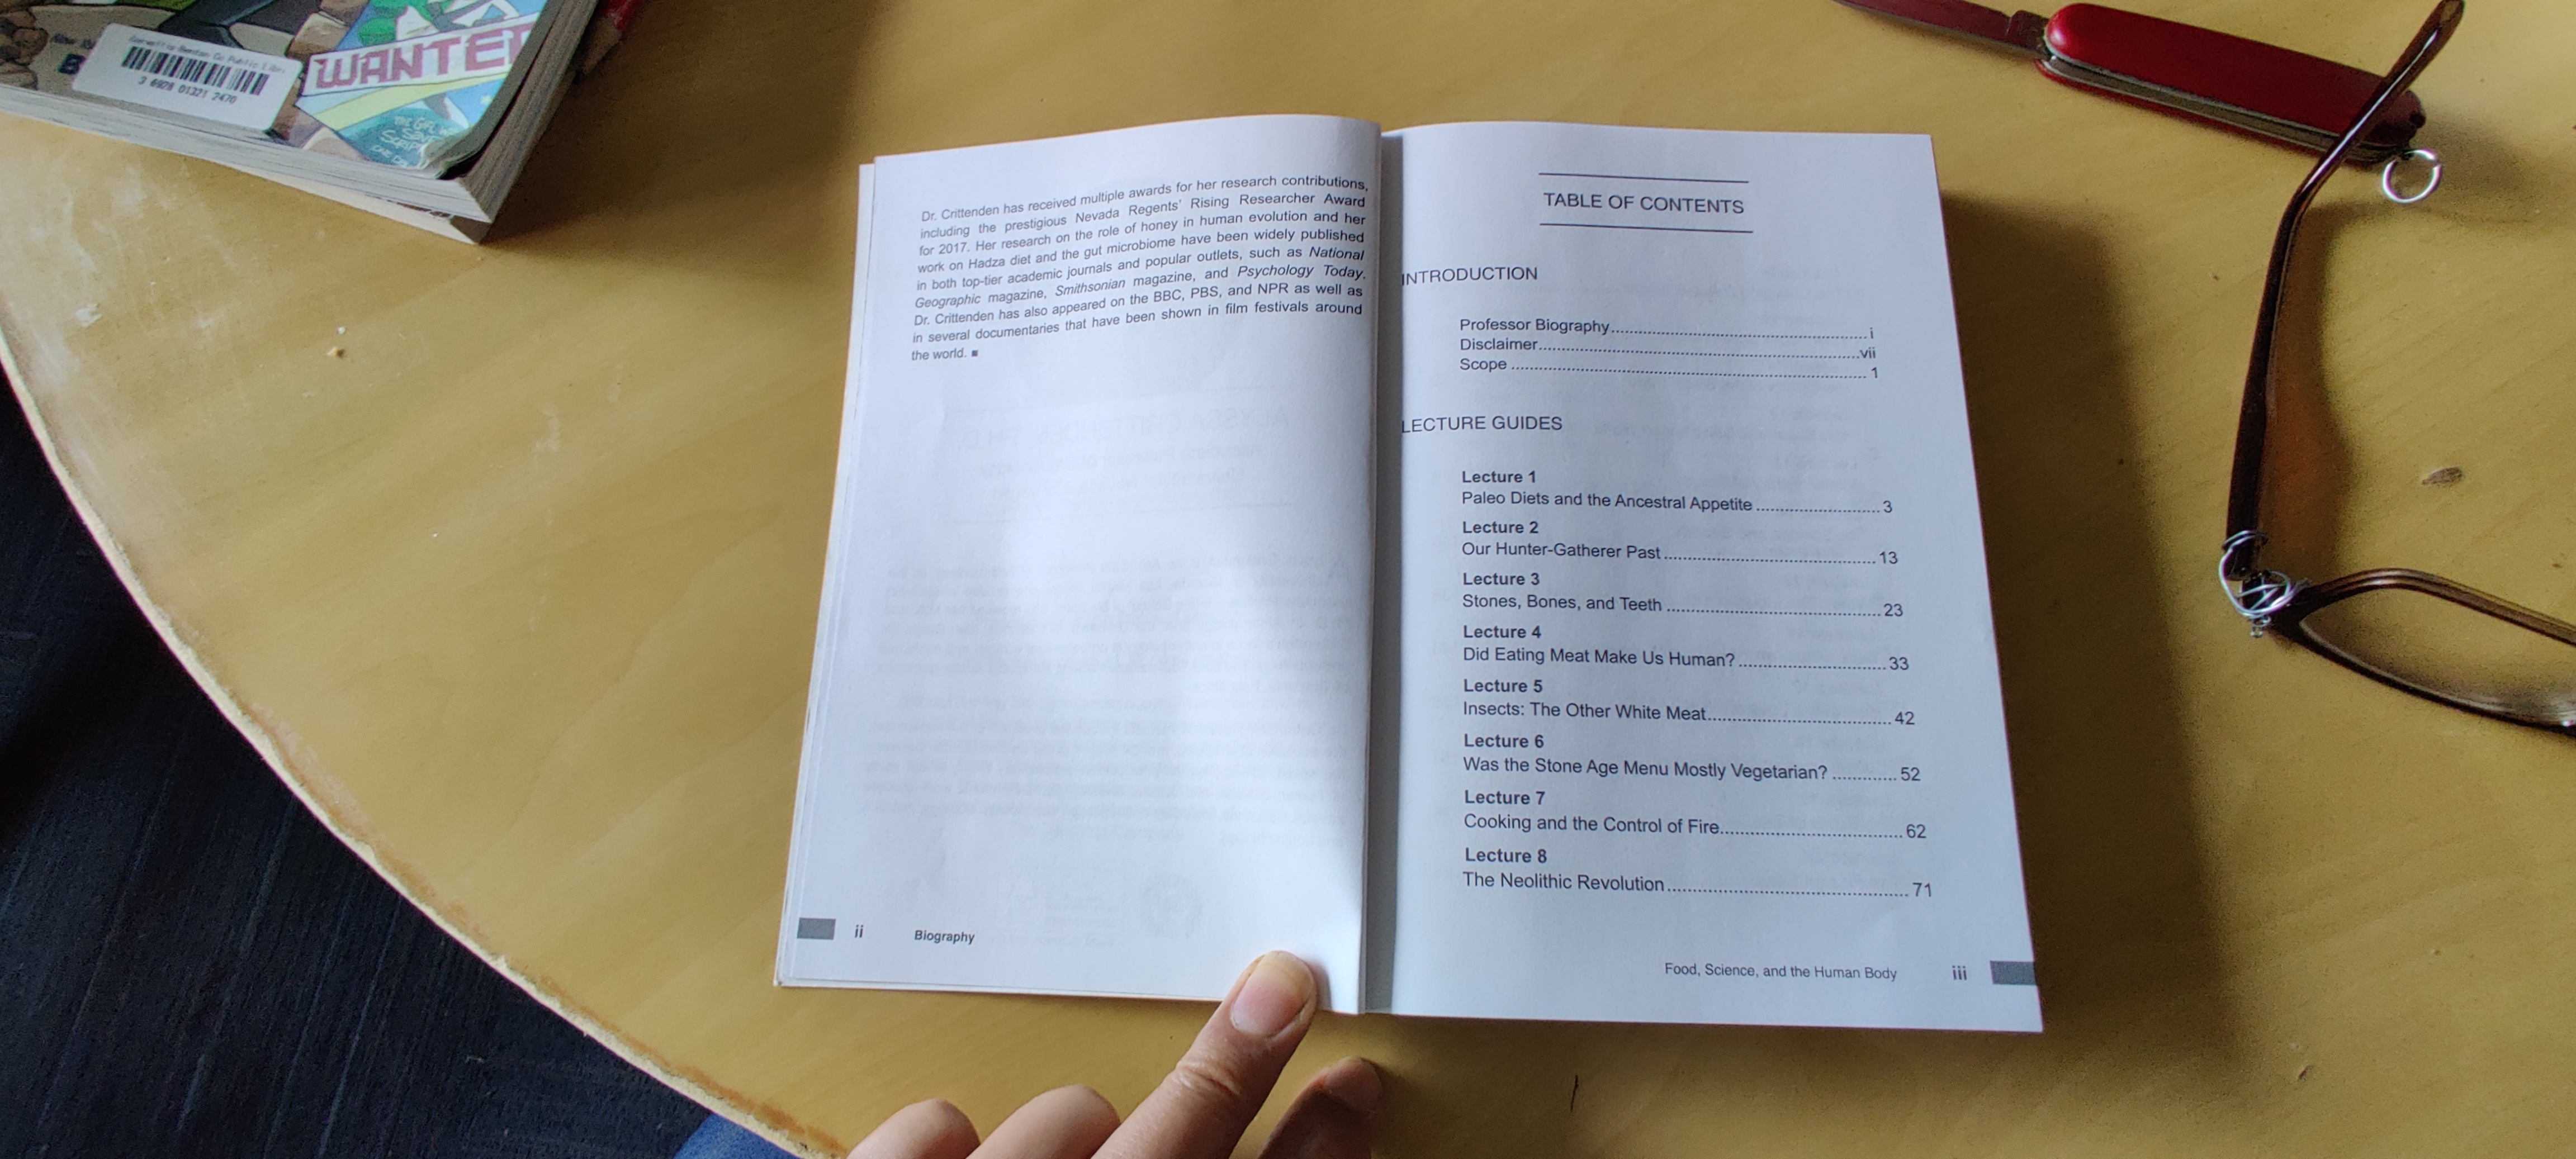 WANTE
3 6928 01321 2470
Dr. Crittenden has received multiple awards for her research contributions,
including the prestigious Nevada Regents' Rising Researcher Award
for 2017. Her research on the role of honey in human evolution and her
work on Hadza diet and the gut microbiome have been widely published
in both top-tier academic journals and popular outlets, such as National
Geographic magazine, Smithsonian magazine, and Psychology Today.
Dr. Crittenden has also appeared on the BBC, PBS, and NPR as well as
in several documentaries that have been shown in film festivals around
the world. ■
ii Biography
TABLE OF CONTENTS
INTRODUCTION
Professor Biography.......... i
Disclaimer.......... vii
Scope .......... 1
LECTURE GUIDES
Lecture 1
Paleo Diets and the Ancestral Appetite .......... 3
Lecture 2
Our Hunter-Gatherer Past .......... 13
Lecture 3
Stones, Bones, and Teeth .......... 23
Lecture 4
Did Eating Meat Make Us Human? .......... 33
Lecture 5
Insects: The Other White Meat.......... 42
Lecture 6
Was the Stone Age Menu Mostly Vegetarian? .......... 52
Lecture 7
Cooking and the Control of Fire.......... 62
Lecture 8
The Neolithic Revolution .......... 71
Food, Science, and the Human Body iii